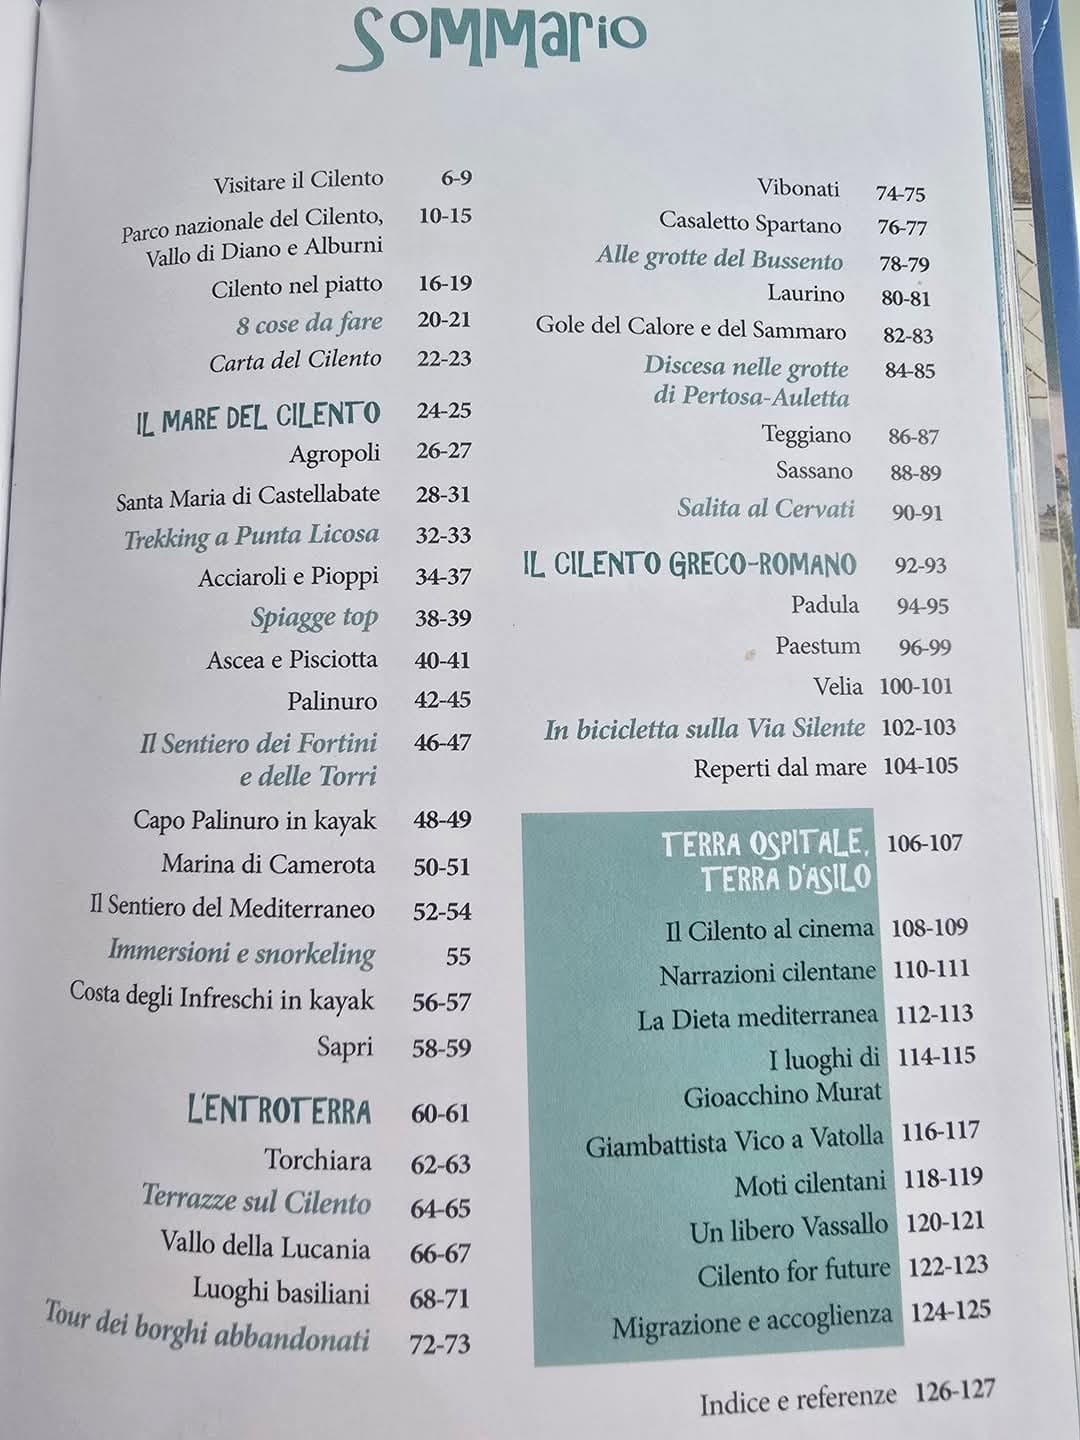 Sommario
Visitare il Cilento 6-9
Parco nazionale del Cilento, 10-15
Vallo di Diano e Alburni
Cilento nel piatto 16-19
8 cose da fare 20-21
Carta del Cilento 22-23
IL MARE DEL CILENTO 24-25
Agropoli 26-27
Santa Maria di Castellabate 28-31
Trekking a Punta Licosa 32-33
Acciaroli e Pioppi 34-37
Spiagge top 38-39
Ascea e Pisciotta 40-41
Palinuro 42-45
Il Sentiero dei Fortini 46-47
e delle Torri
Capo Palinuro in kayak 48-49
Marina di Camerota 50-51
Il Sentiero del Mediterraneo 52-54
Immersioni e snorkeling 55
Costa degli Infreschi in kayak 56-57
Sapri 58-59
L'ENTROTERRA 60-61
Torchiara 62-63
Terrazze sul Cilento 64-65
Vallo della Lucania 66-67
Luoghi basiliani 68-71
Tour dei borghi abbandonati 72-73
Vibonati 74-75
Casaletto Spartano 76-77
Alle grotte del Bussento 78-79
Laurino 80-81
Gole del Calore e del Sammaro 82-83
Discesa nelle grotte 84-85
di Pertosa-Auletta
Teggiano 86-87
Sassano 88-89
Salita al Cervati 90-91
IL CILENTO GRECO-ROMANO 92-93
Padula 94-95
Paestum 96-99
Velia 100-101
In bicicletta sulla Via Silente 102-103
Reperti dal mare 104-105
TERRA OSPITALE, 106-107
TERRA D'ASILO
Il Cilento al cinema 108-109
Narrazioni cilentane 110-111
La Dieta mediterranea 112-113
I luoghi di 114-115
Gioacchino Murat
Giambattista Vico a Vatolla 116-117
Moti cilentani 118-119
Un libero Vassallo 120-121
Cilento for future 122-123
Migrazione e accoglienza 124-125
Indice e referenze 126-127